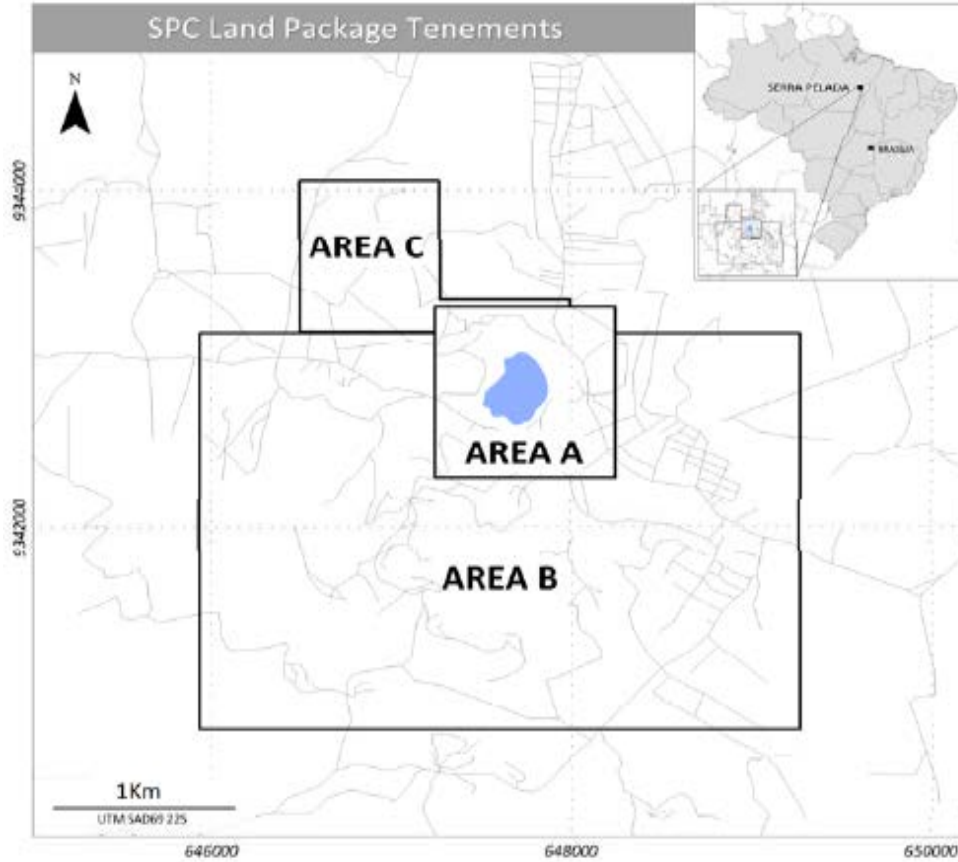 SPC Land Package Tenements
N
SERRA PELADA
BRASILIA
9344000
AREA C
AREA A
9342000
AREA B
1Km
UTM SAD69 22S
646000
648000
650000